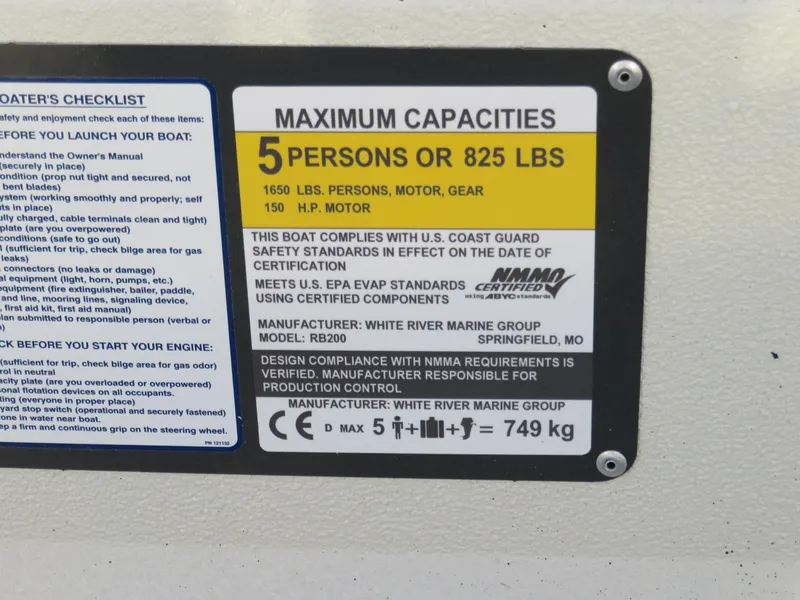 OATER'S CHECKLIST
afety and enjoyment check each of these items:
EFORE YOU LAUNCH YOUR BOAT:
nderstand the Owner's Manual
(securely in place)
ondition (prop nut tight and secured, not
bent blades)
ystem (working smoothly and properly; self
uts in place)
ully charged, cable terminals clean and tight)
plate (are you overpowered)
conditions (safe to go out)
l (sufficient for trip, check bilge area for gas
leaks)
connectors (no leaks or damage)
al equipment (light, horn, pumps, etc.)
equipment (fire extinguisher, bailer, paddle,
and line, mooring lines, signaling device,
, first aid kit, first aid manual)
plan submitted to responsible person (verbal or
n)
CK BEFORE YOU START YOUR ENGINE:
(sufficient for trip, check bilge area for gas odor)
rol in neutral
acity plate (are you overloaded or overpowered)
onal flotation devices on all occupants.
ling (everyone in proper place)
yard stop switch (operational and securely fastened)
one in water near boat.
ep a firm and continuous grip on the steering wheel.
PN 121133
MAXIMUM CAPACITIES
5 PERSONS OR 825 LBS
1650 LBS. PERSONS, MOTOR, GEAR
150 H.P. MOTOR
THIS BOAT COMPLIES WITH U.S. COAST GUARD
SAFETY STANDARDS IN EFFECT ON THE DATE OF
CERTIFICATION
MEETS U.S. EPA EVAP STANDARDS
USING CERTIFIED COMPONENTS
NMMA
CERTIFIED
using ABYC standards
MANUFACTURER: WHITE RIVER MARINE GROUP
MODEL: RB200 SPRINGFIELD, MO
DESIGN COMPLIANCE WITH NMMA REQUIREMENTS IS
VERIFIED. MANUFACTURER RESPONSIBLE FOR
PRODUCTION CONTROL
MANUFACTURER: WHITE RIVER MARINE GROUP
CE D MAX 5 + + = 749 kg